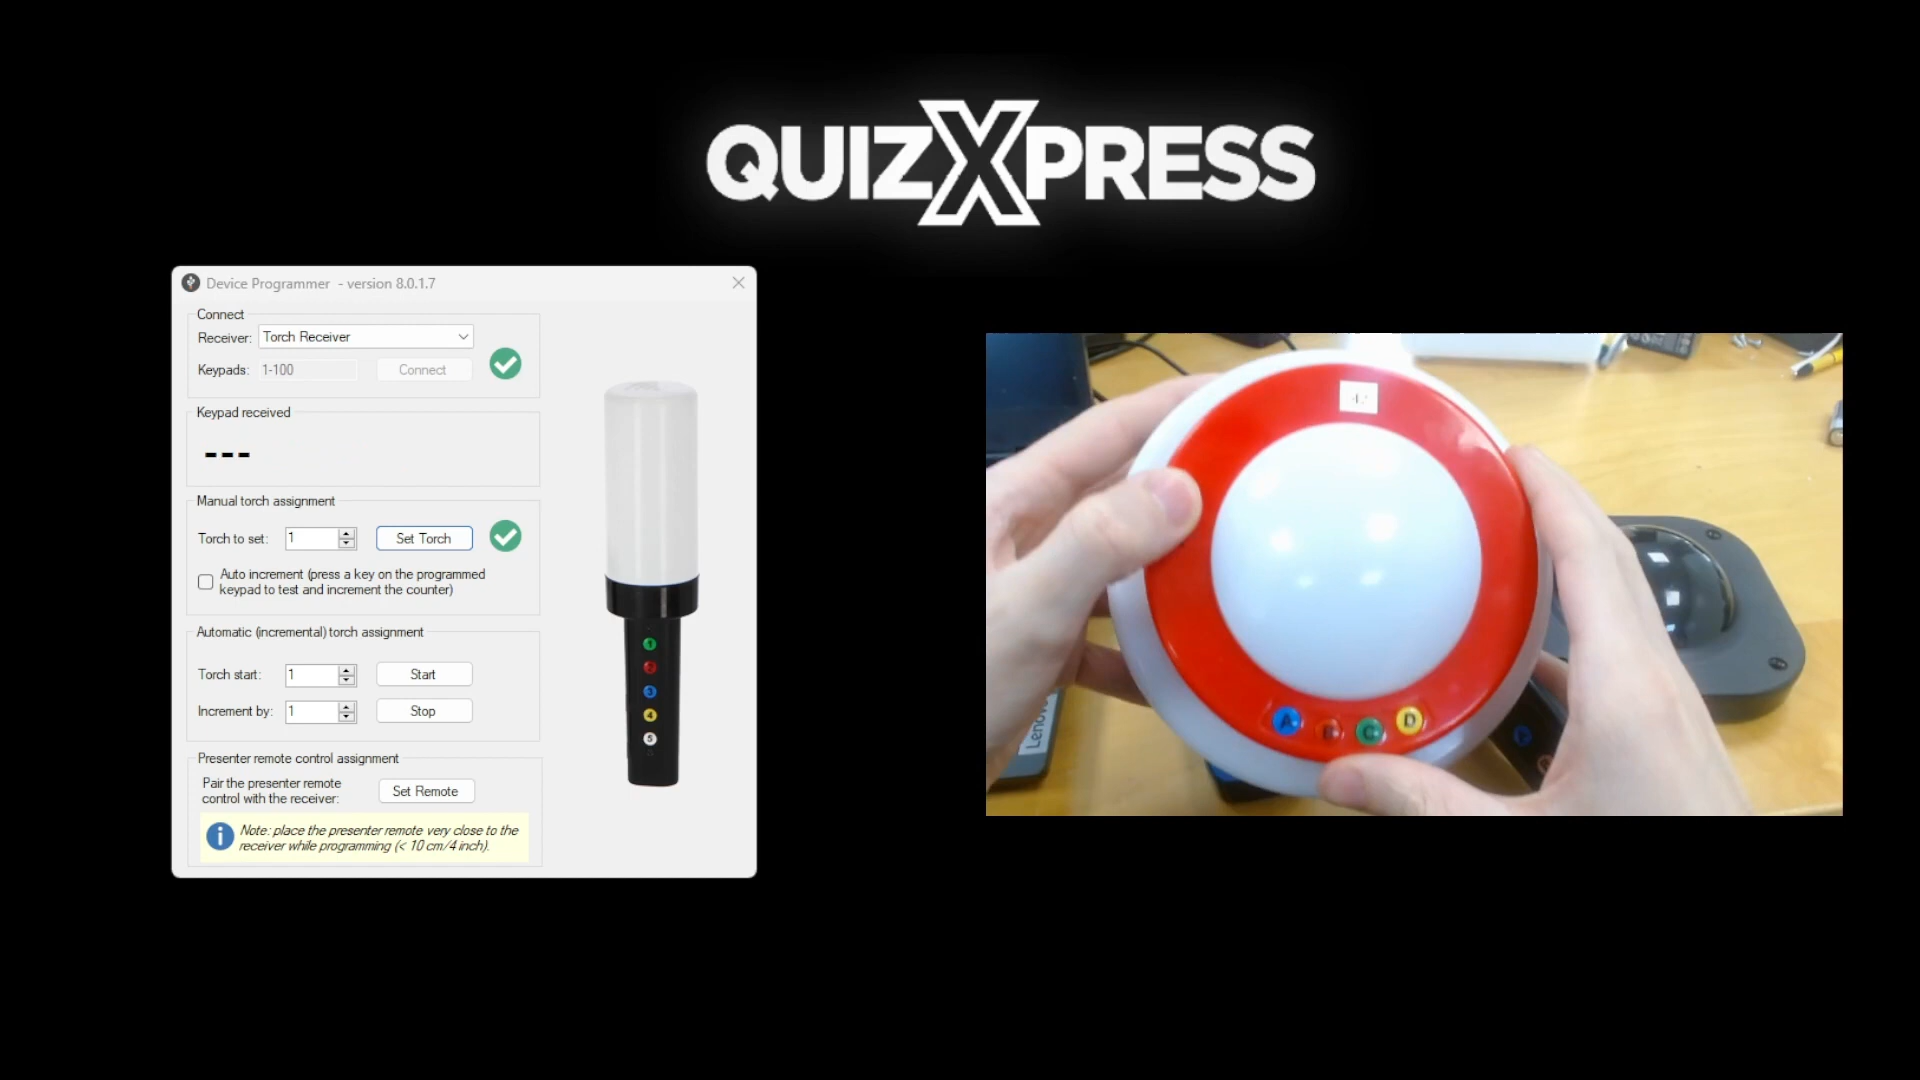 QUIZXPRESS
Device Programmer - version 8.0.1.7
Connect
Receiver: Torch Receiver
Keypads: 1-100 Connect
Keypad received
---
Manual torch assignment
Torch to set: 1 Set Torch
Auto increment (press a key on the programmed
keypad to test and increment the counter)
Automatic (incremental) torch assignment
Torch start: 1 Start
Increment by: 1 Stop
Presenter remote control assignment
Pair the presenter remote
control with the receiver: Set Remote
Note: place the presenter remote very close to the
receiver while programming (< 10 cm/4 inch).
1
2
3
4
5
A B C D
Lenovo